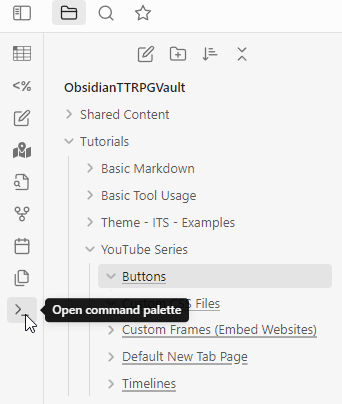 ObsidianTTRPGVault
Shared Content
Tutorials
Basic Markdown
<%
Basic Tool Usage
Theme - ITS - Examples
YouTube Series
Buttons
Open command palette
Files
Custom Frames (Embed Websites)
Default New Tab Page
Timelines